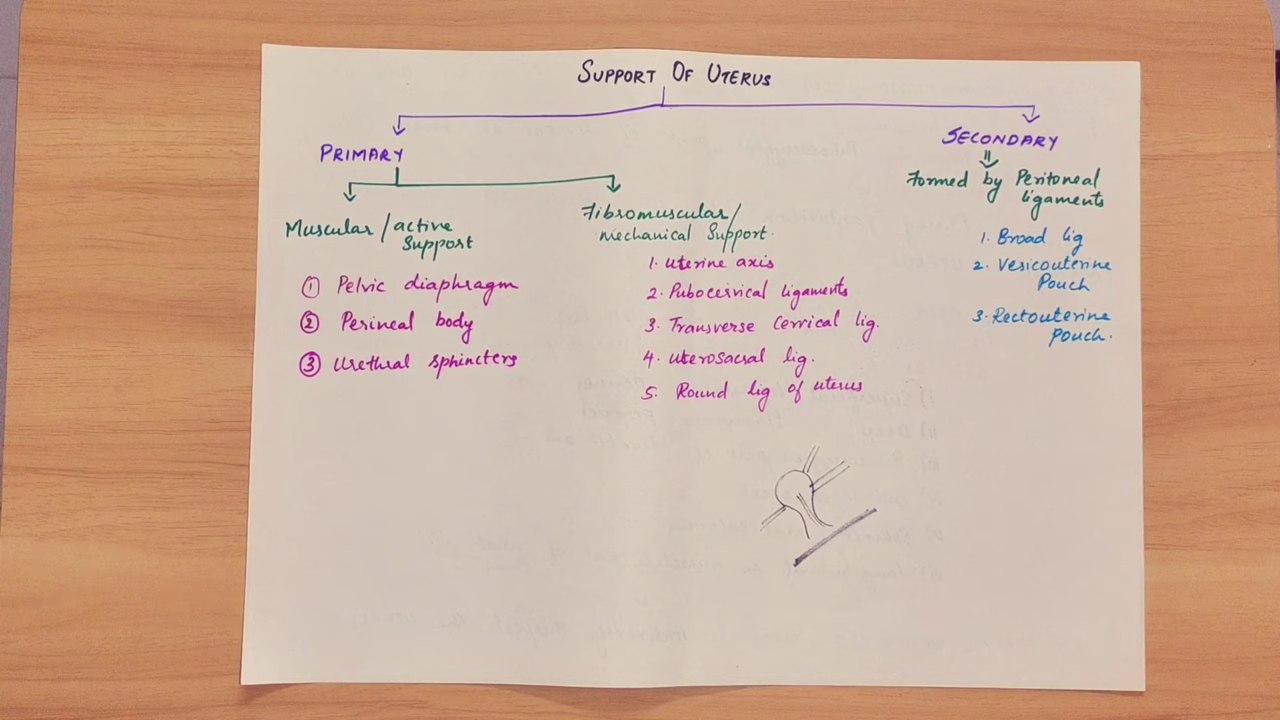 SUPPORT OF UTERUS
PRIMARY
Muscular / active
Support
① Pelvic diaphragm
② Perineal body
③ Urethral sphincters
Fibromuscular/
mechanical Support.
1. Uterine axis
2. Pubocervical ligaments
3. Transverse Cervical lig.
4. Uterosacral lig.
5. Round lig of uterus
SECONDARY
Formed by Peritoneal
ligaments
1. Broad lig
2. Vesicouterine
Pouch
3. Rectouterine
Pouch.